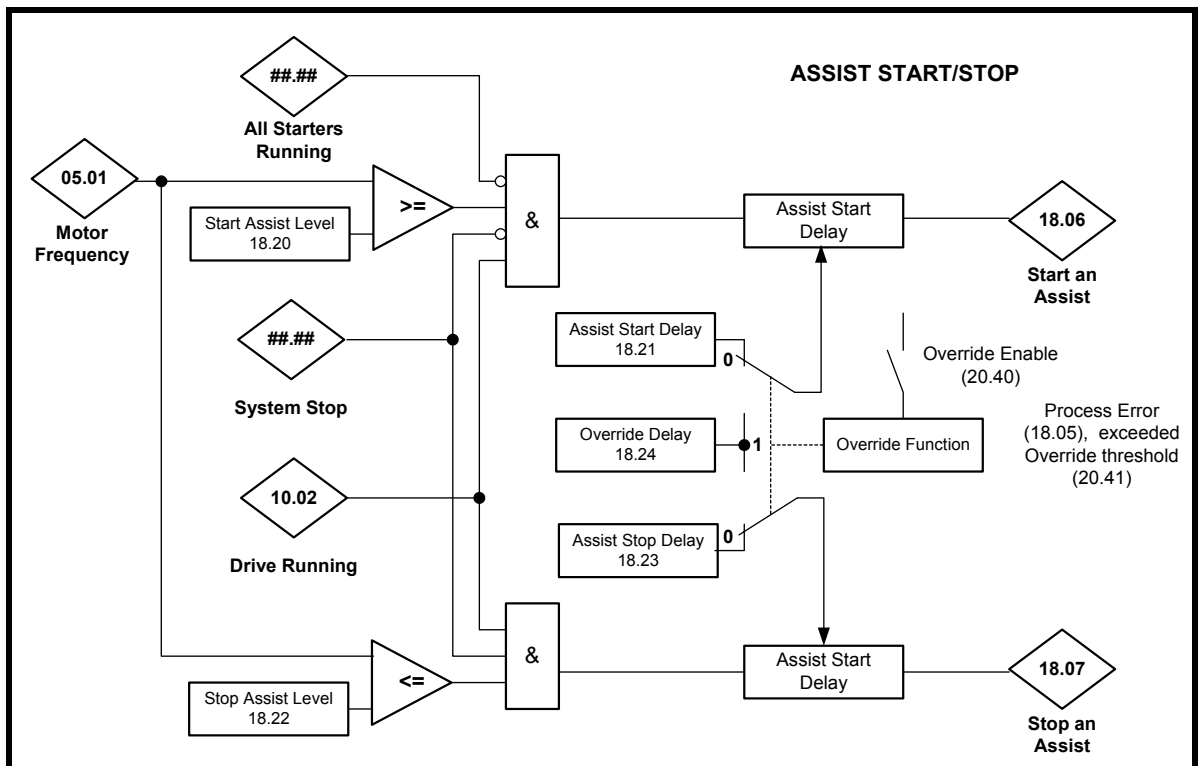 ASSIST START/STOP
##.##
All Starters
Running
05.01
Motor
Frequency
>=
Start Assist Level
18.20
&
Assist Start
Delay
18.06
Start an
Assist
##.##
System Stop
Assist Start Delay
18.21
0
Override Enable
(20.40)
Override Delay
18.24
1
Override Function
Process Error
(18.05), exceeded
Override threshold
(20.41)
10.02
Drive Running
Assist Stop Delay
18.23
0
<=
Stop Assist Level
18.22
&
Assist Start
Delay
18.07
Stop an
Assist